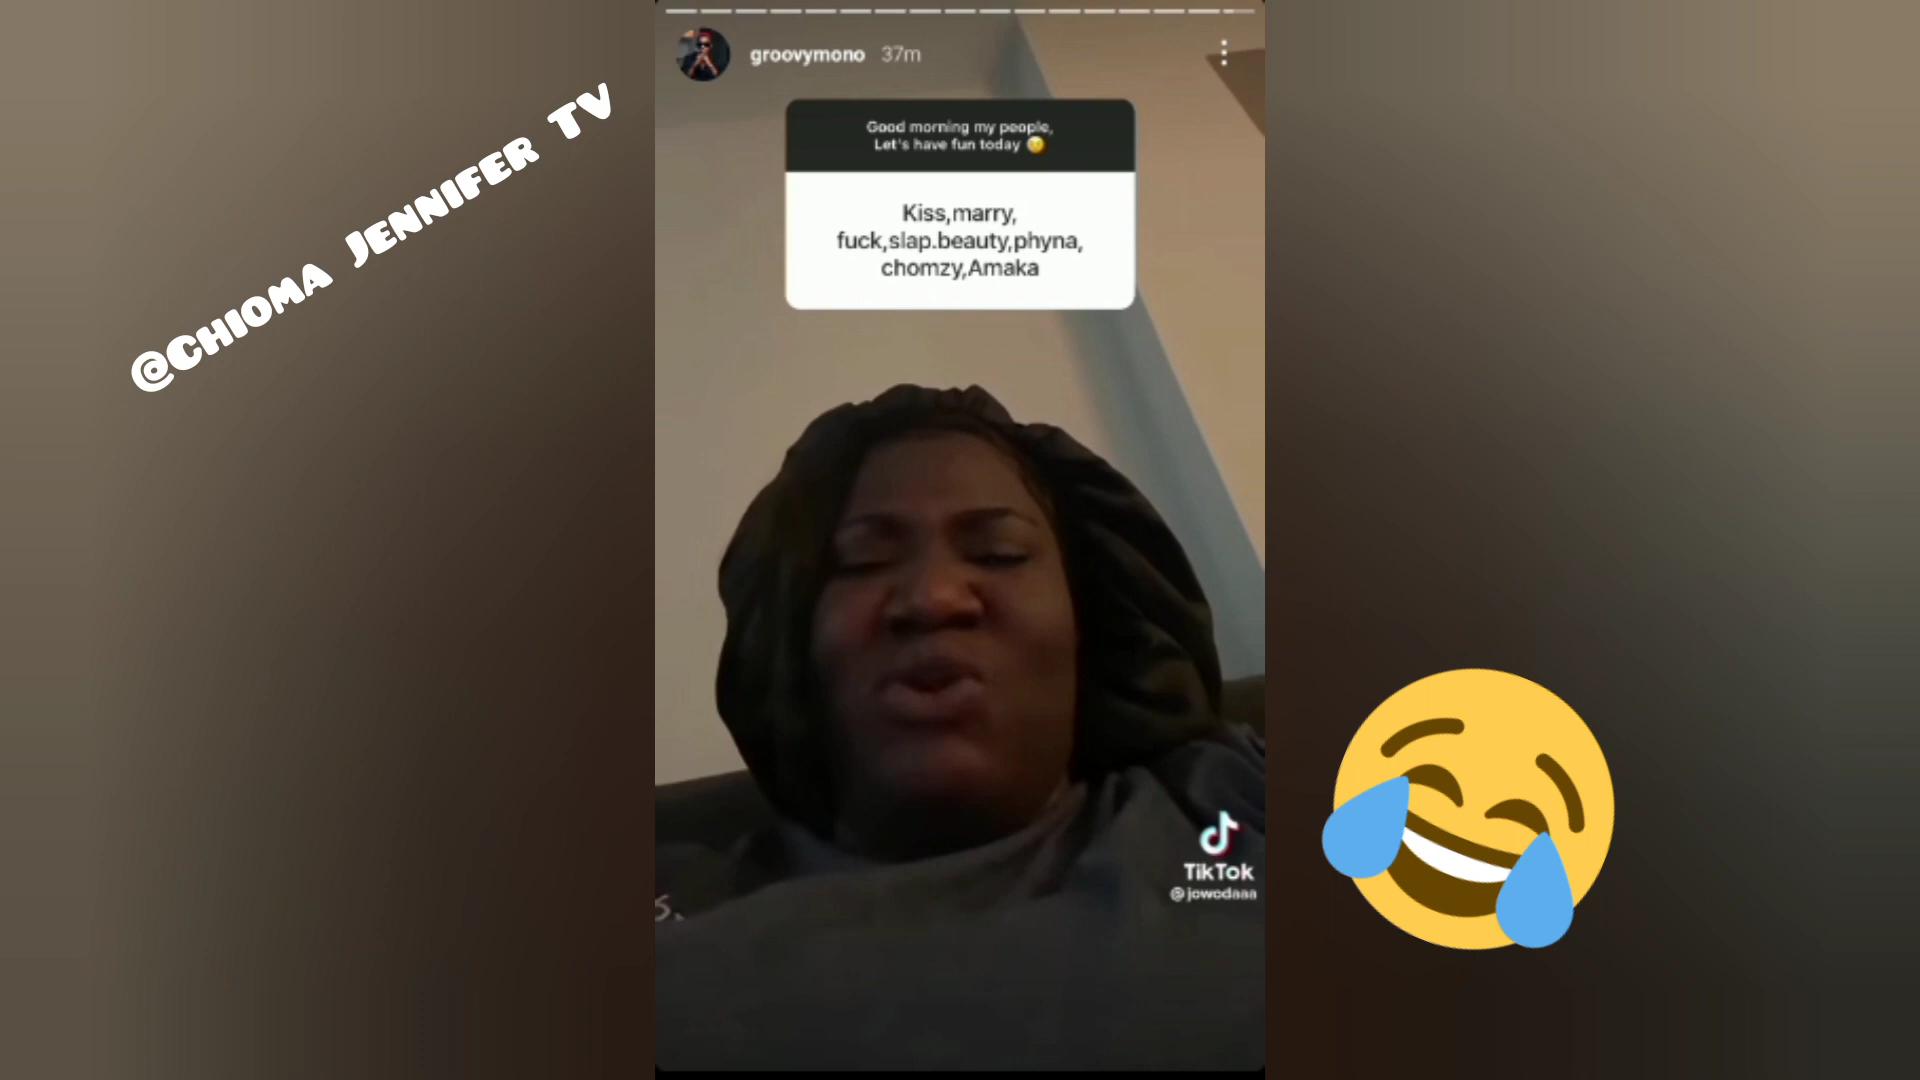 @CHIOMA JENNIFER TV
groovymono 37m
Good morning my people,
Let's have fun today
Kiss,marry,
fuck,slap.beauty,phyna,
chomzy,Amaka
TikTok
@jowodaaa
s.